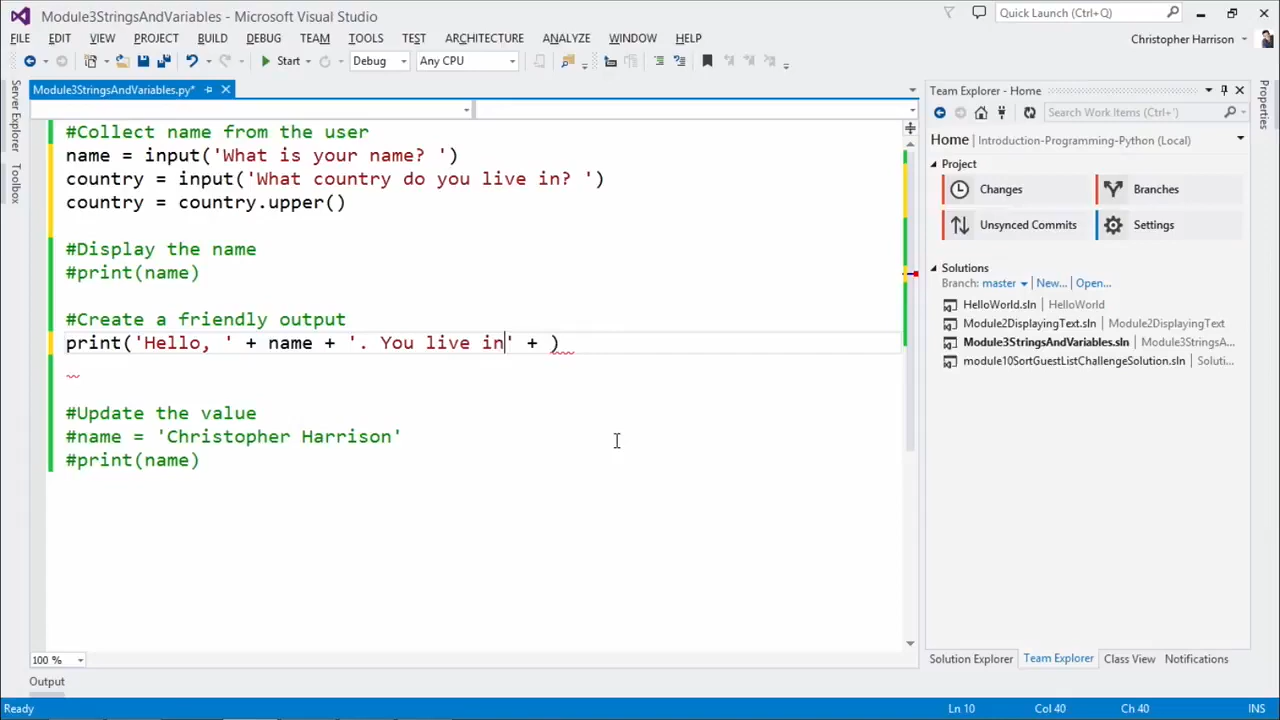 Module3StringsAndVariables - Microsoft Visual Studio
Quick Launch (Ctrl+Q)
FILE EDIT VIEW PROJECT BUILD DEBUG TEAM TOOLS TEST ARCHITECTURE ANALYZE WINDOW HELP
Christopher Harrison
Start Debug Any CPU
Server Explorer
Toolbox
Module3StringsAndVariables.py*
#Collect name from the user
name = input('What is your name? ')
country = input('What country do you live in? ')
country = country.upper()
#Display the name
#print(name)
#Create a friendly output
print('Hello, ' + name + '. You live in' + )
#Update the value
#name = 'Christopher Harrison'
#print(name)
100 %
Output
Team Explorer - Home
Search Work Items (Ctrl+')
Home | Introduction-Programming-Python (Local)
Project
Changes
Branches
Unsynced Commits
Settings
Solutions
Branch: master | New... | Open...
HelloWorld.sln | HelloWorld
Module2DisplayingText.sln | Module2DisplayingText
Module3StringsAndVariables.sln | Module3StringsA...
module10SortGuestListChallengeSolution.sln | Soluti...
Solution Explorer Team Explorer Class View Notifications
Properties
Ready Ln 10 Col 40 Ch 40 INS